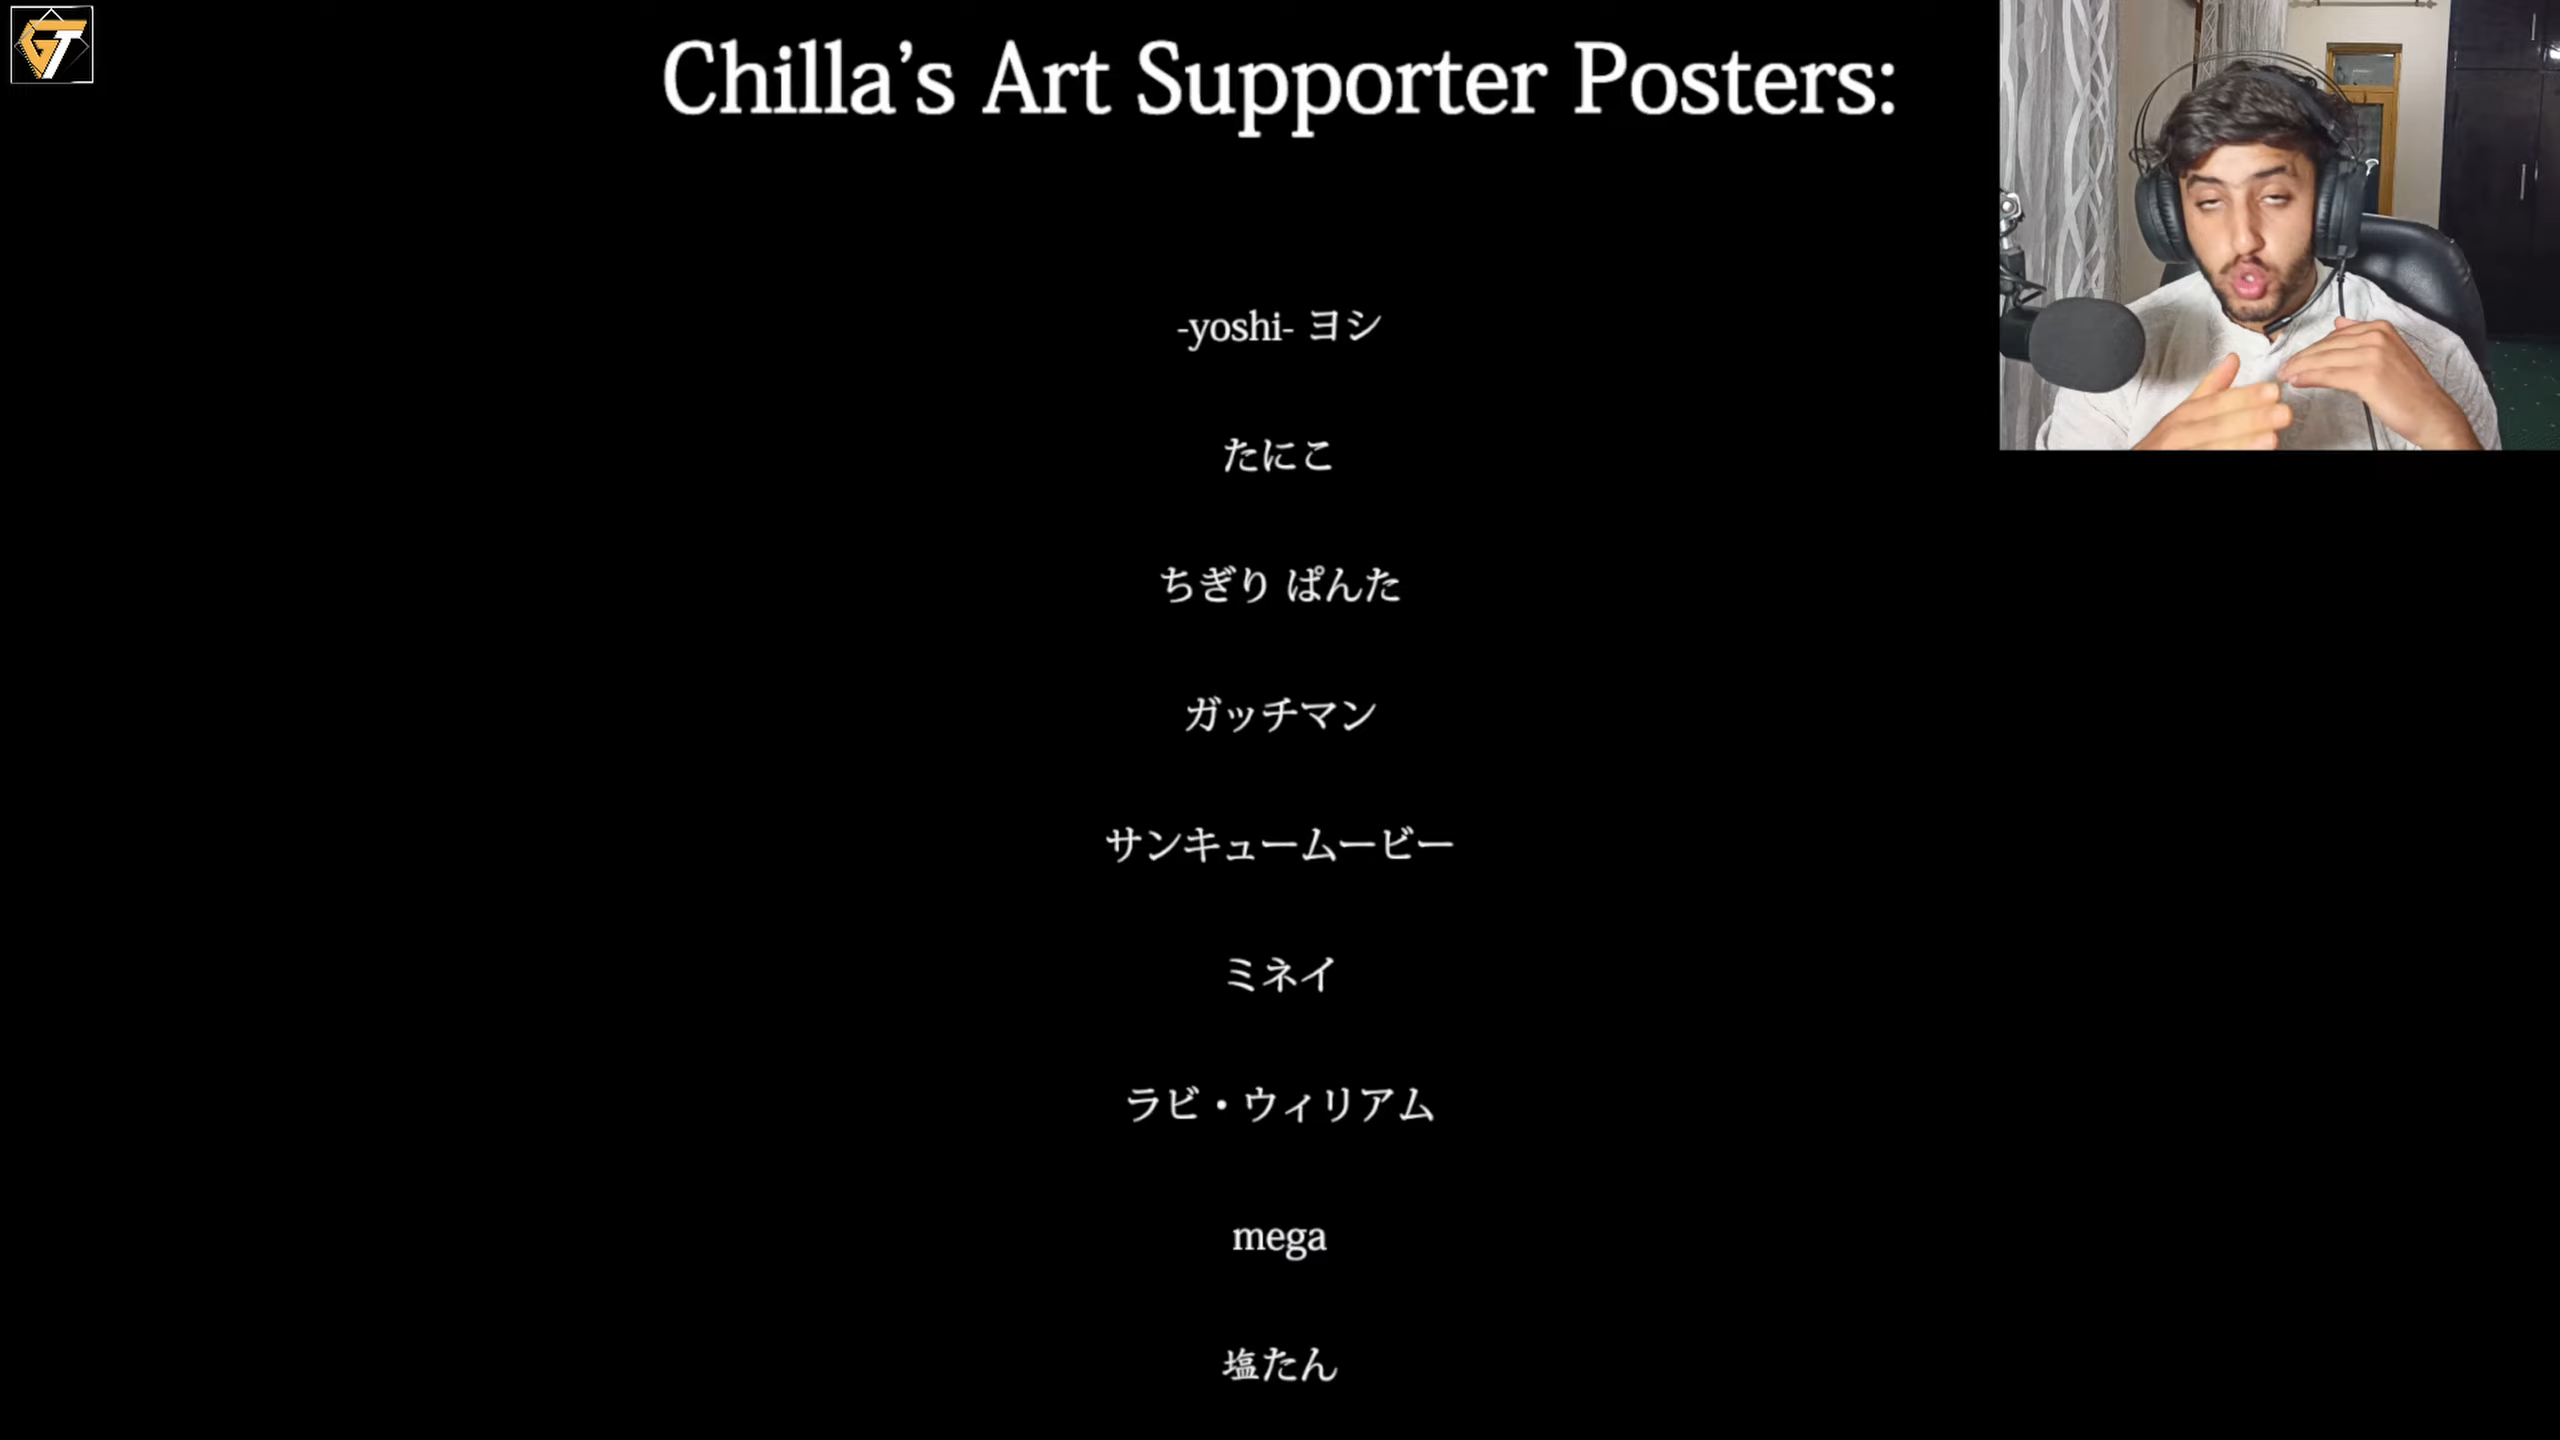 GT
Chilla’s Art Supporter Posters:
-yoshi- ヨシ
たにこ
ちぎり ぱんた
ガッチマン
サンキュームービー
ミネイ
ラビ・ウィリアム
mega
塩たん